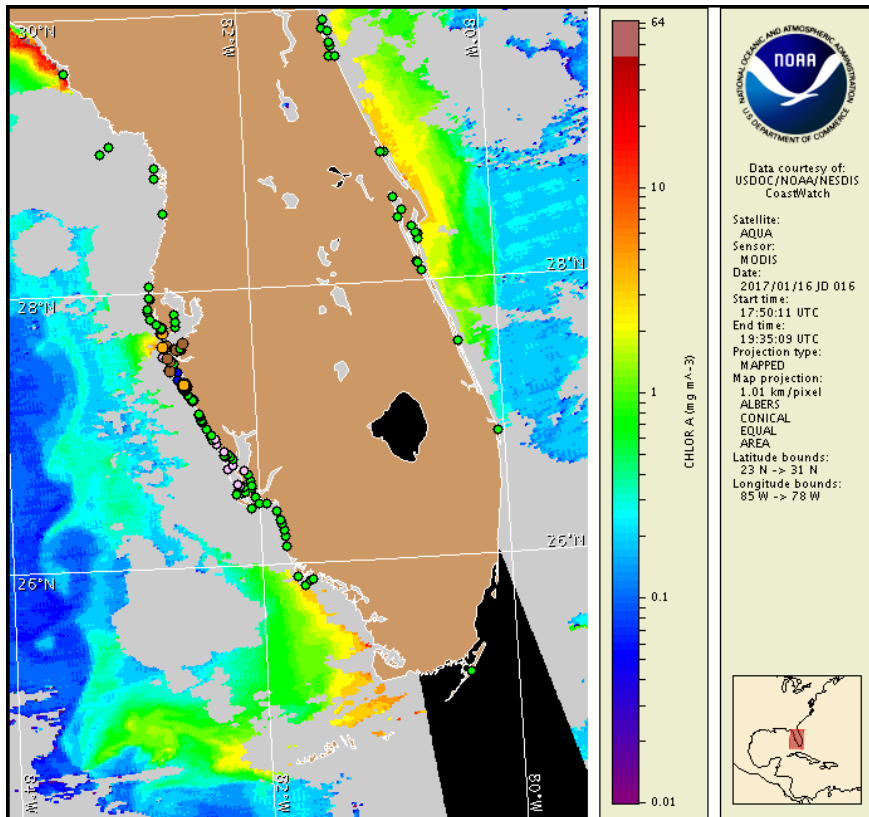 30°N
82°W
80°W
28°N
28°N
26°N
26°N
84°W
82°W
80°W
64
10
1
0.1
0.01
CHLOR A (mg m^-3)
NATIONAL OCEANIC AND ATMOSPHERIC ADMINISTRATION
NOAA
U.S. DEPARTMENT OF COMMERCE
Data courtesy of:
USDOC/NOAA/NESDIS
CoastWatch
Satellite:
AQUA
Sensor:
MODIS
Date:
2017/01/16 JD 016
Start time:
17:50:11 UTC
End time:
19:35:09 UTC
Projection type:
MAPPED
Map projection:
1.01 km/pixel
ALBERS
CONICAL
EQUAL
AREA
Latitude bounds:
23 N -> 31 N
Longitude bounds:
85 W -> 78 W